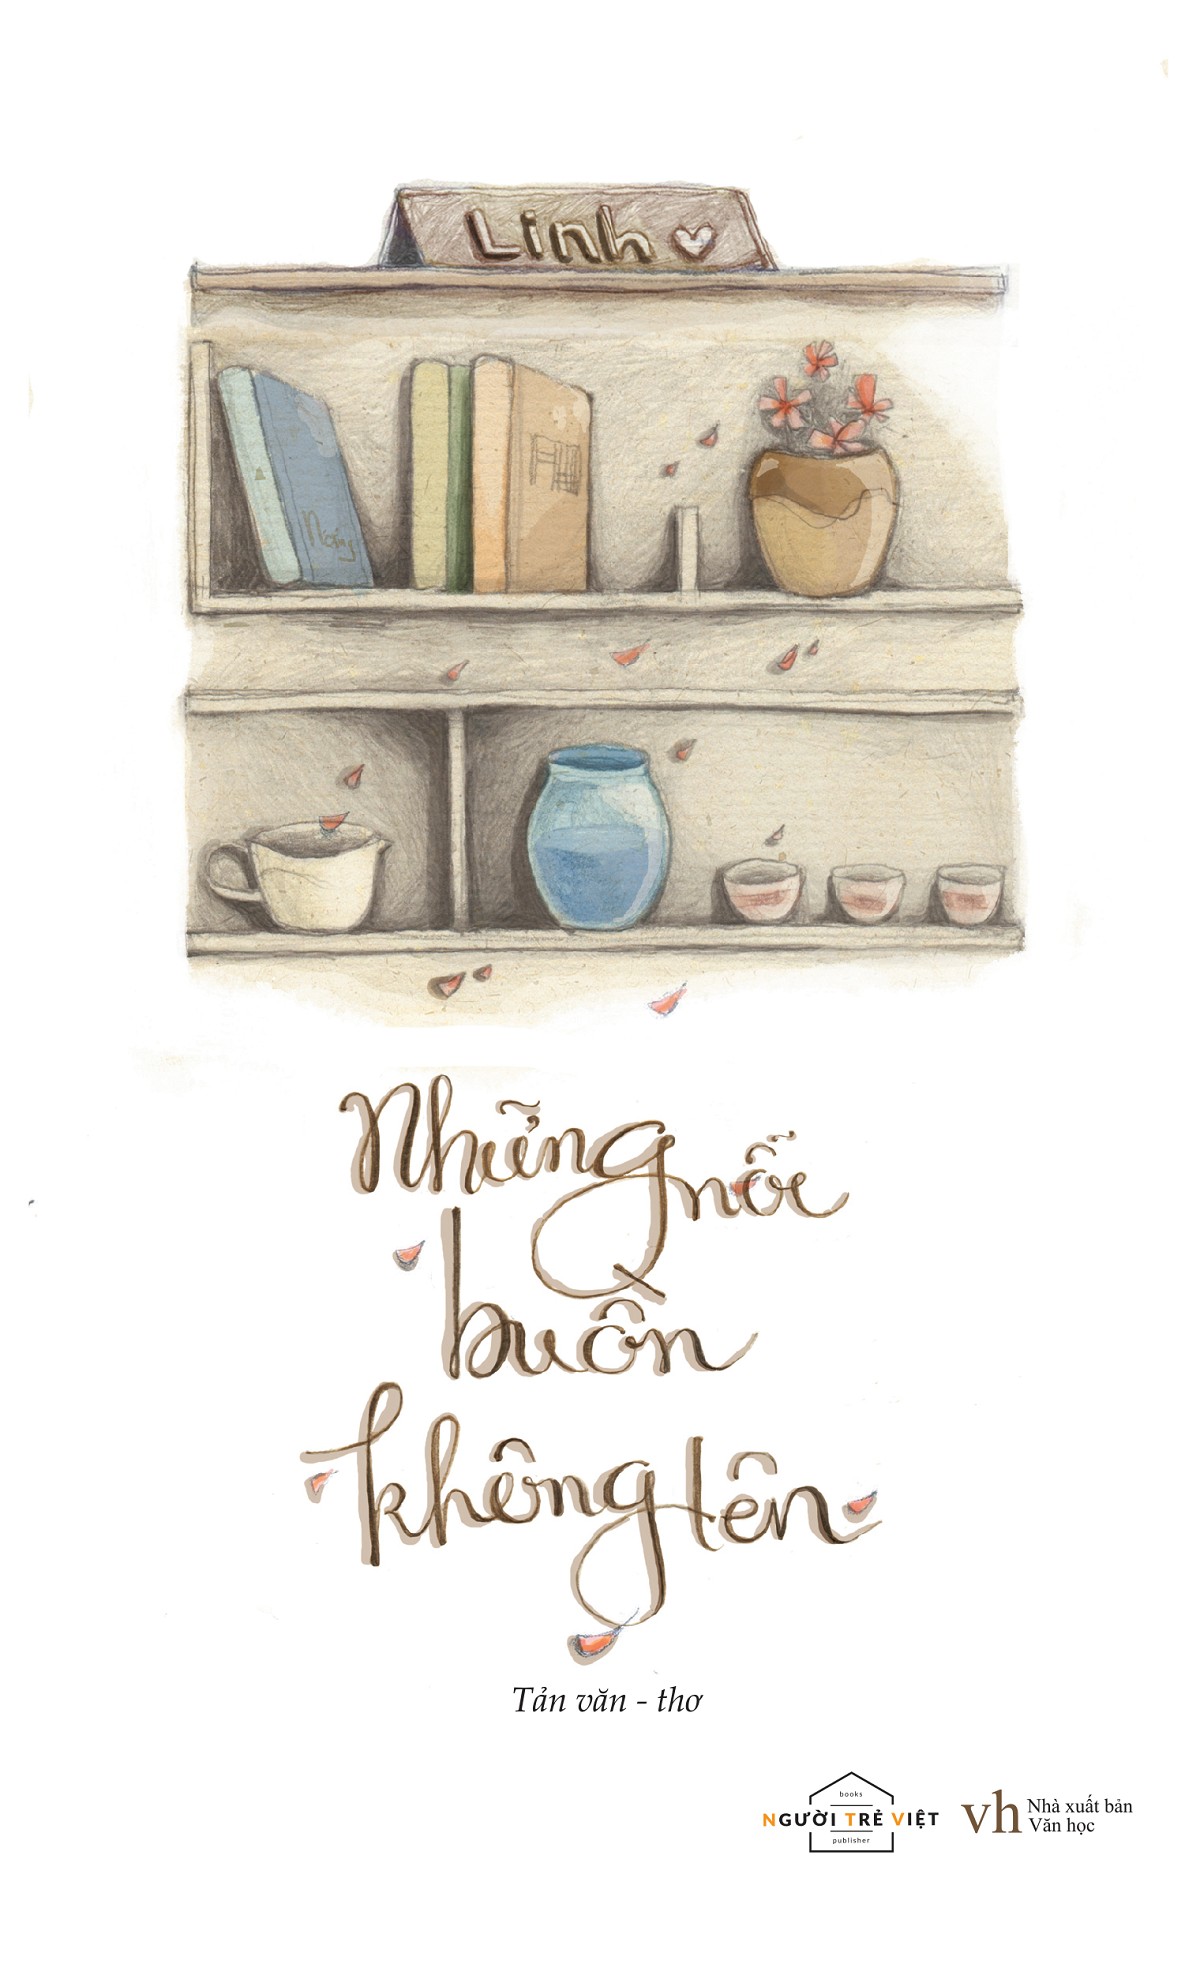 Linh
Những nỗi
buồn
không tên
Tản văn - thơ
books
NGƯỜI TRẺ VIỆT
publisher
vh Nhà xuất bản
Văn học